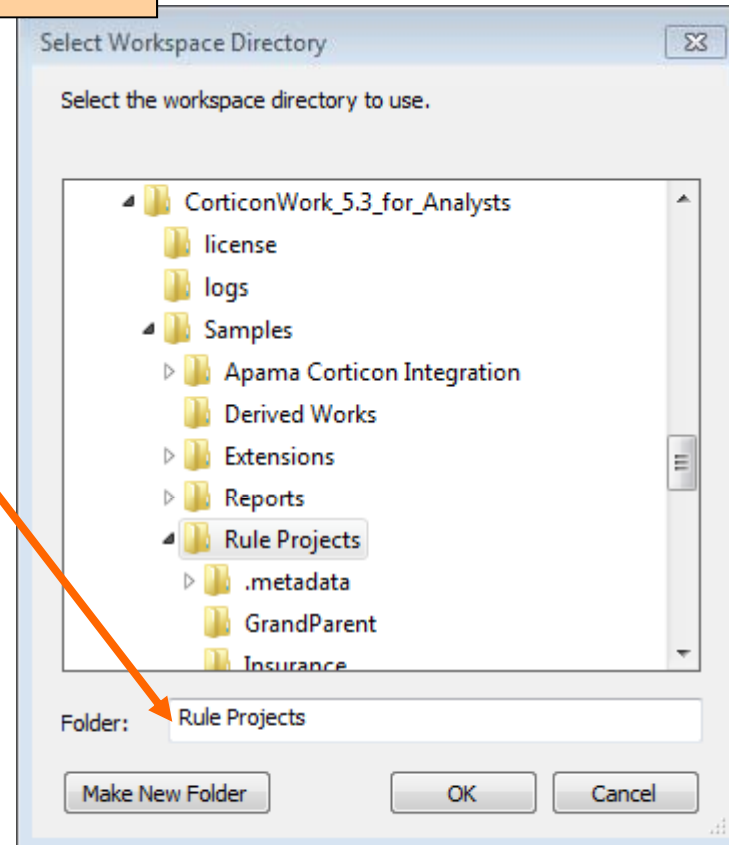 Select Workspace Directory
Select the workspace directory to use.
CorticonWork_5.3_for_Analysts
license
logs
Samples
Apama Corticon Integration
Derived Works
Extensions
Reports
Rule Projects
.metadata
GrandParent
Insurance
Folder: Rule Projects
Make New Folder OK Cancel